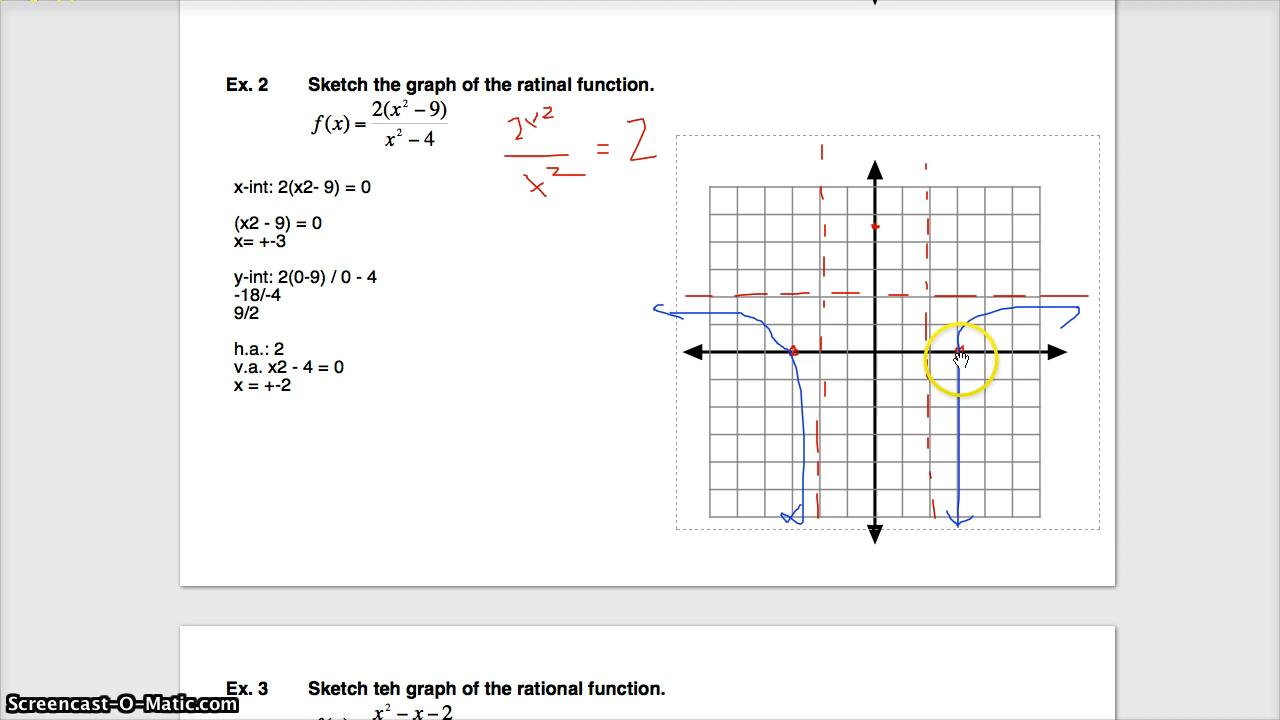 Ex. 2 Sketch the graph of the ratinal function.
f(x) = 2(x² − 9) / x² − 4
2x² / x² = 2
x-int: 2(x2- 9) = 0
(x2 - 9) = 0
x= +-3
y-int: 2(0-9) / 0 - 4
-18/-4
9/2
h.a.: 2
v.a. x2 - 4 = 0
x = +-2
Ex. 3 Sketch teh graph of the rational function.
x² − x − 2
Screencast-O-Matic.com